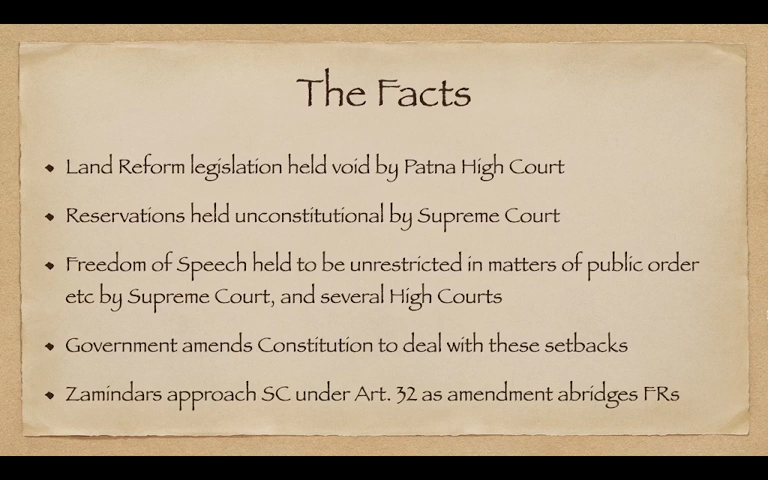 The Facts
Land Reform legislation held void by Patna High Court
Reservations held unconstitutional by Supreme Court
Freedom of Speech held to be unrestricted in matters of public order
etc by Supreme Court, and several High Courts
Government amends Constitution to deal with these setbacks
Zamindars approach SC under Art. 32 as amendment abridges FRs